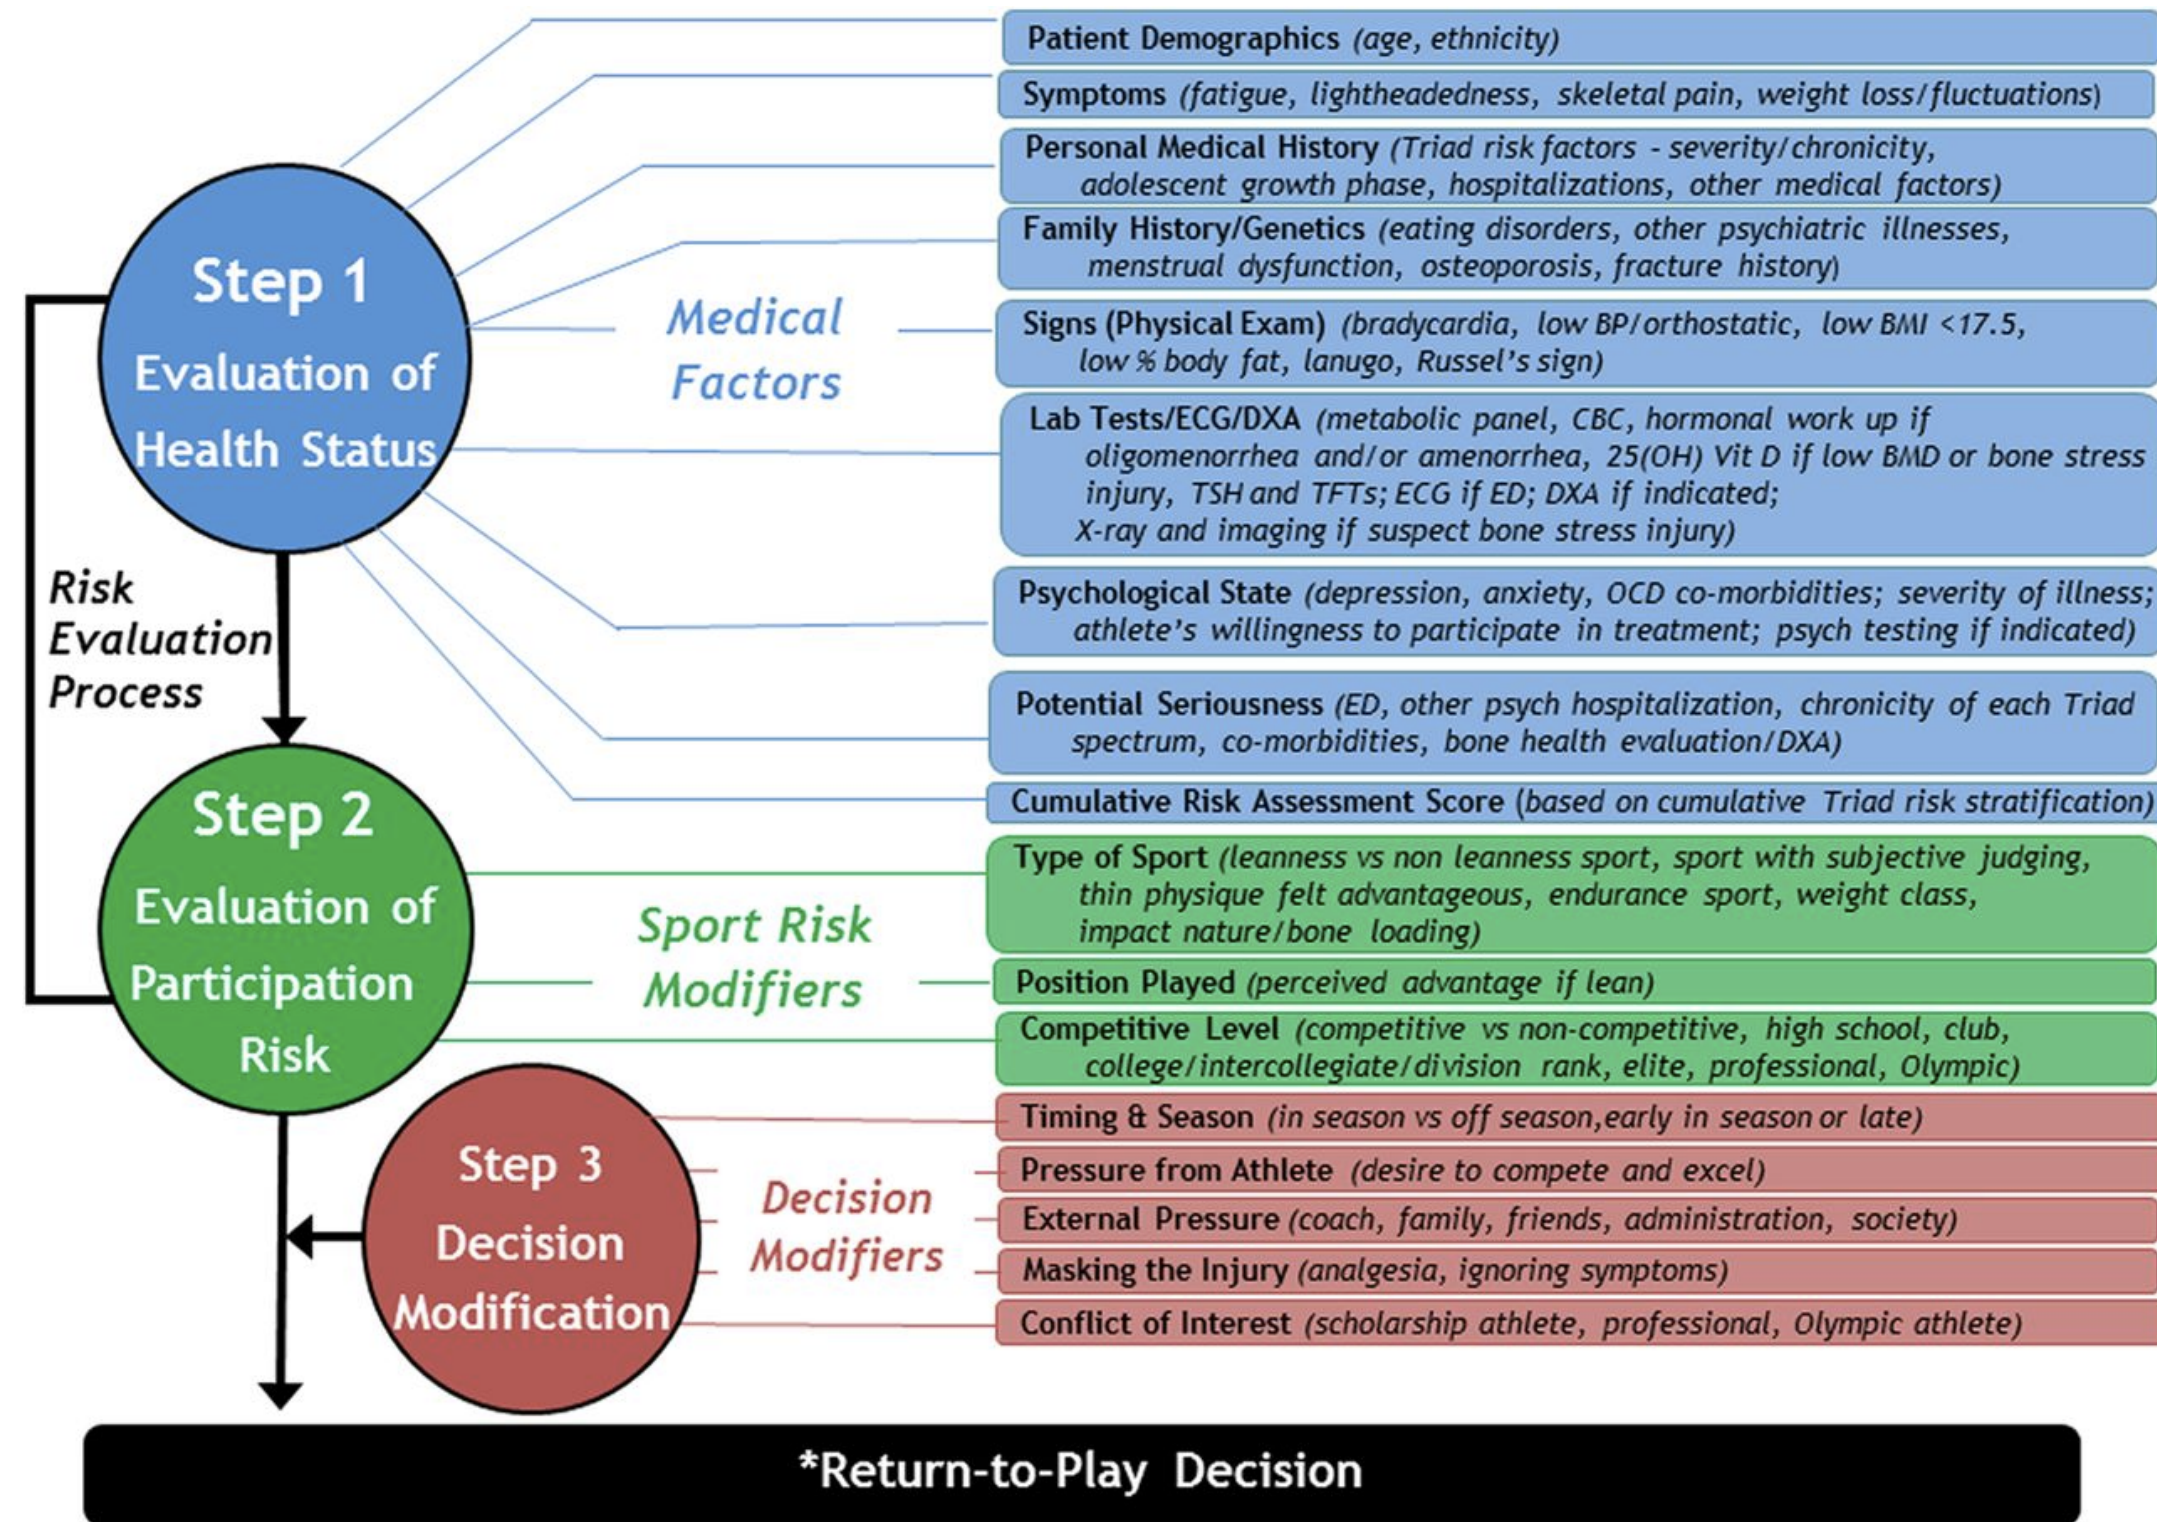 Patient Demographics (age, ethnicity)
Symptoms (fatigue, lightheadedness, skeletal pain, weight loss/fluctuations)
Personal Medical History (Triad risk factors - severity/chronicity,
adolescent growth phase, hospitalizations, other medical factors)
Family History/Genetics (eating disorders, other psychiatric illnesses,
menstrual dysfunction, osteoporosis, fracture history)
Signs (Physical Exam) (bradycardia, low BP/orthostatic, low BMI <17.5,
low % body fat, lanugo, Russel's sign)
Lab Tests/ECG/DXA (metabolic panel, CBC, hormonal work up if
oligomenorrhea and/or amenorrhea, 25(OH) Vit D if low BMD or bone stress
injury, TSH and TFTs; ECG if ED; DXA if indicated;
X-ray and imaging if suspect bone stress injury)
Psychological State (depression, anxiety, OCD co-morbidities; severity of illness;
athlete's willingness to participate in treatment; psych testing if indicated)
Potential Seriousness (ED, other psych hospitalization, chronicity of each Triad
spectrum, co-morbidities, bone health evaluation/DXA)
Cumulative Risk Assessment Score (based on cumulative Triad risk stratification)
Step 1
Evaluation of
Health Status
Medical
Factors
Risk
Evaluation
Process
Step 2
Evaluation of
Participation
Risk
Sport Risk
Modifiers
Type of Sport (leanness vs non leanness sport, sport with subjective judging,
thin physique felt advantageous, endurance sport, weight class,
impact nature/bone loading)
Position Played (perceived advantage if lean)
Competitive Level (competitive vs non-competitive, high school, club,
college/intercollegiate/division rank, elite, professional, Olympic)
Step 3
Decision
Modification
Decision
Modifiers
Timing & Season (in season vs off season,early in season or late)
Pressure from Athlete (desire to compete and excel)
External Pressure (coach, family, friends, administration, society)
Masking the Injury (analgesia, ignoring symptoms)
Conflict of Interest (scholarship athlete, professional, Olympic athlete)
*Return-to-Play Decision